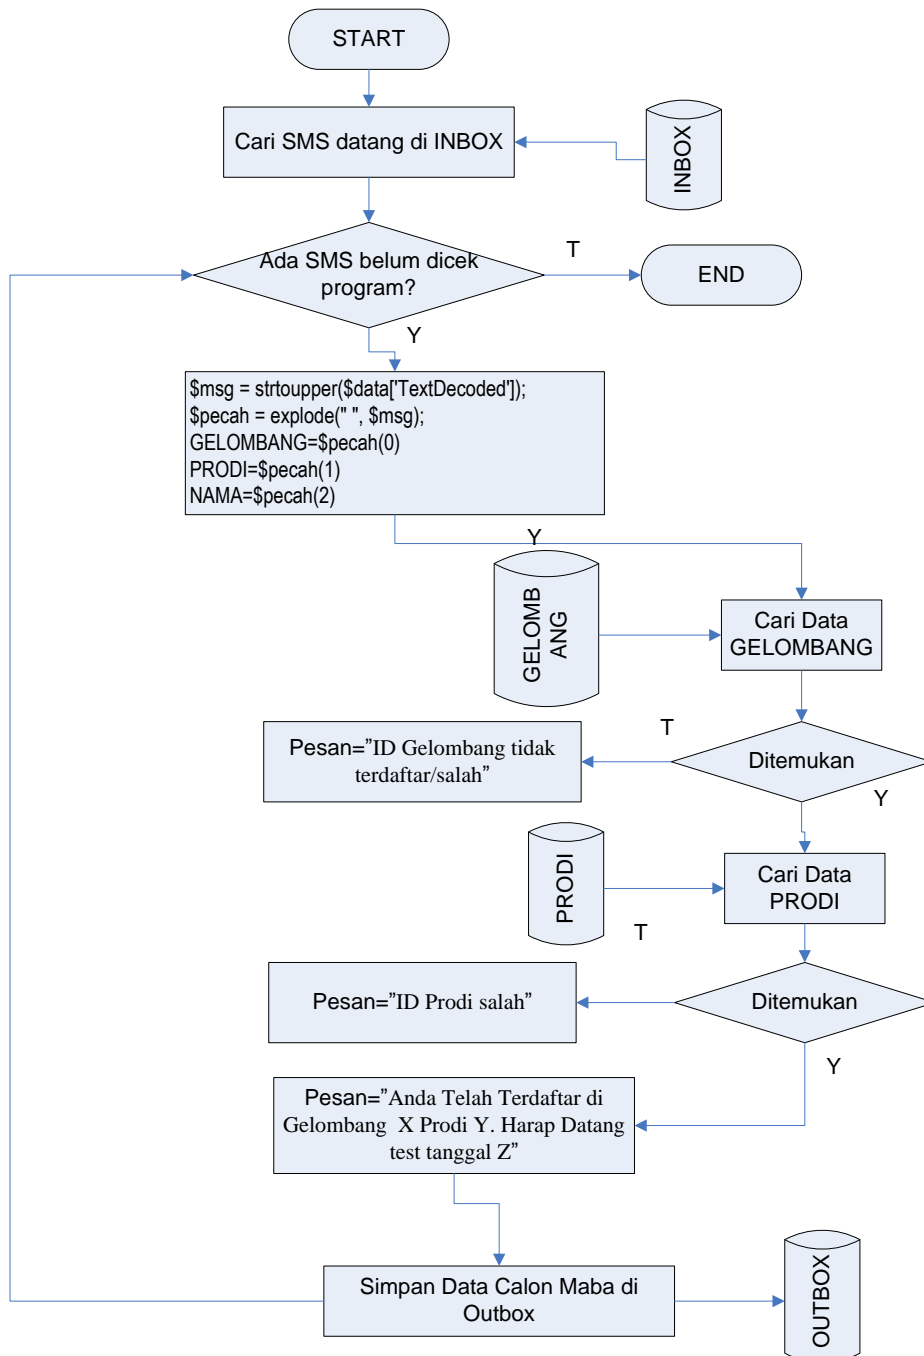 START
Cari SMS datang di INBOX
INBOX
Ada SMS belum dicek
program?
T
END
Y
$msg = strtoupper($data['TextDecoded']);
$pecah = explode(" ", $msg);
GELOMBANG=$pecah(0)
PRODI=$pecah(1)
NAMA=$pecah(2)
Y
GELOMB
ANG
Cari Data
GELOMBANG
T
Pesan=”ID Gelombang tidak
terdaftar/salah”
Ditemukan
Y
PRODI
Cari Data
PRODI
T
Pesan=”ID Prodi salah”
Ditemukan
Y
Pesan=”Anda Telah Terdaftar di
Gelombang  X Prodi Y. Harap Datang
test tanggal Z”
Simpan Data Calon Maba di
Outbox
OUTBOX